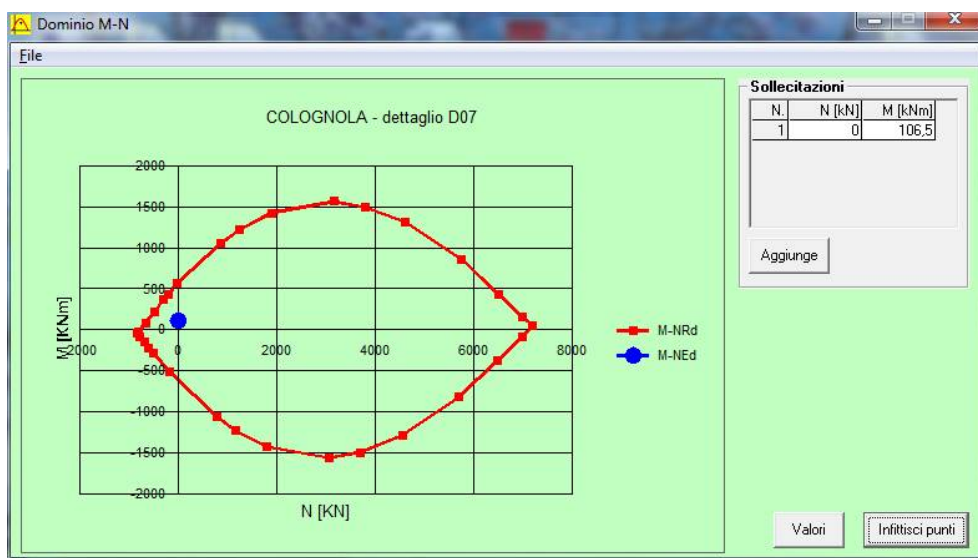 Dominio M-N
File
COLOGNOLA - dettaglio D07
2000
1500
1000
500
0
-500
-1000
-1500
-2000
M [KNm]
-2000 0 2000 4000 6000 8000
N [KN]
M-NRd
M-NEd
Sollecitazioni
N. N [kN] M [kNm]
1 0 106,5
Aggiunge
Valori
Infittisci punti